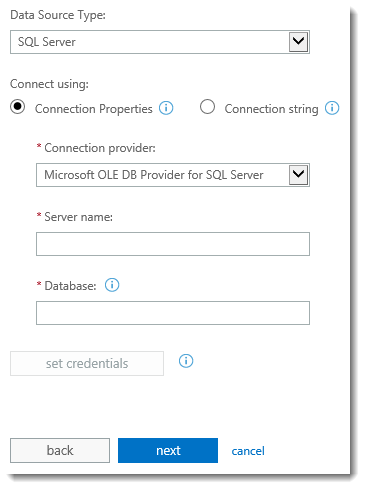 Data Source Type:
SQL Server
Connect using:
Connection Properties Connection string
* Connection provider:
Microsoft OLE DB Provider for SQL Server
* Server name:
* Database:
set credentials
back next cancel